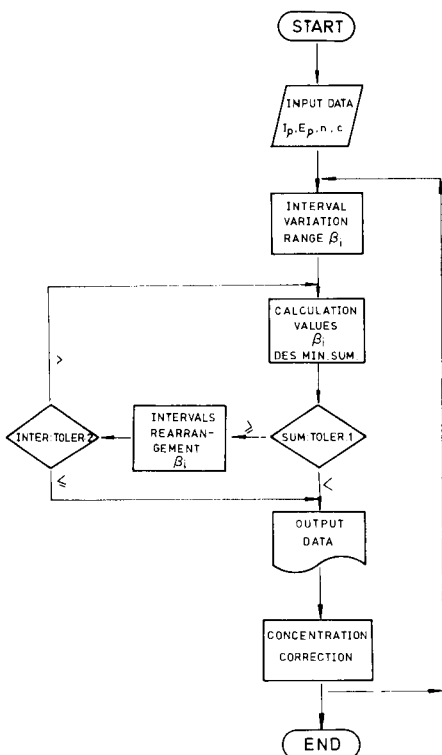 START
INPUT DATA
Ip, Ep, n, c
INTERVAL
VARIATION
RANGE βi
CALCULATION
VALUES
βi
DES MIN. SUM.
>
INTER:TOLER.2
INTERVALS
REARRAN-
GEMENT
βi
⩾
SUM:TOLER.1
⩽
<
OUTPUT
DATA
CONCENTRATION
CORRECTION
END